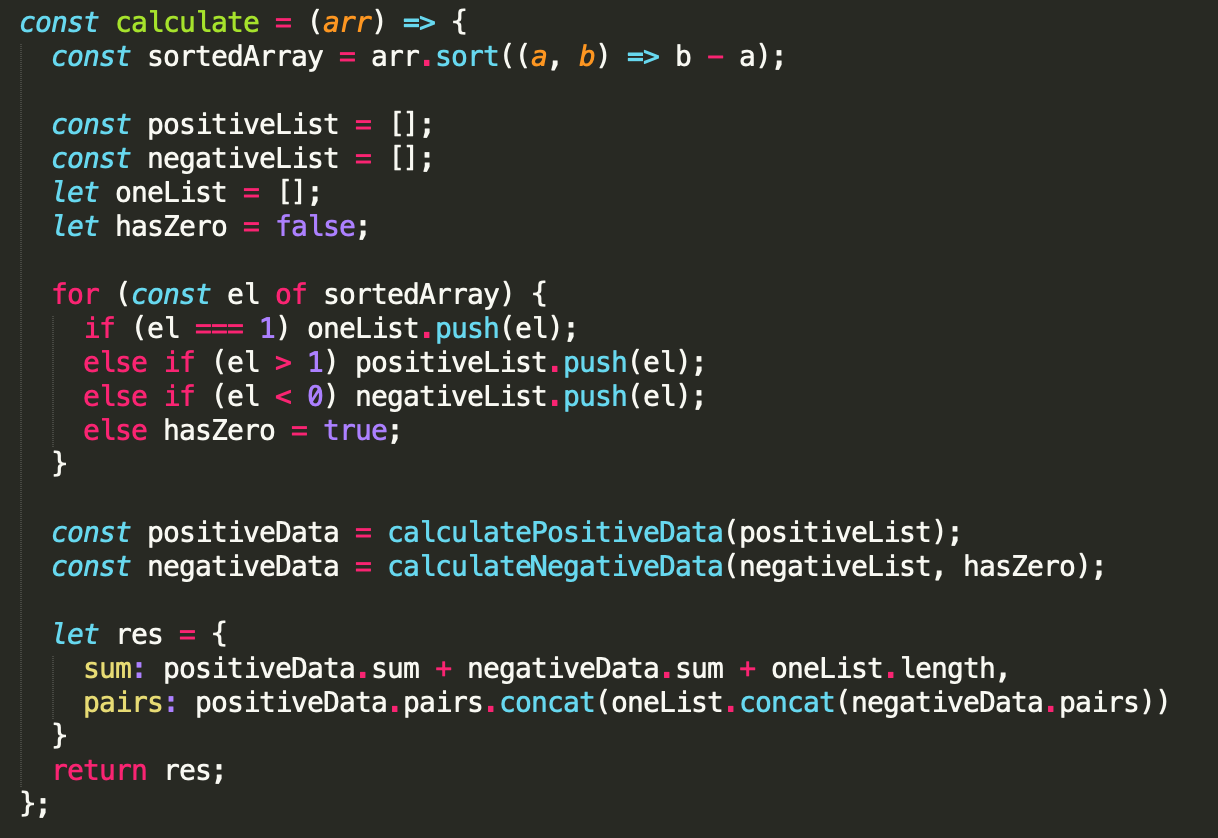 const calculate = (arr) => {
  const sortedArray = arr.sort((a, b) => b - a);

  const positiveList = [];
  const negativeList = [];
  let oneList = [];
  let hasZero = false;

  for (const el of sortedArray) {
    if (el === 1) oneList.push(el);
    else if (el > 1) positiveList.push(el);
    else if (el < 0) negativeList.push(el);
    else hasZero = true;
  }

  const positiveData = calculatePositiveData(positiveList);
  const negativeData = calculateNegativeData(negativeList, hasZero);

  let res = {
    sum: positiveData.sum + negativeData.sum + oneList.length,
    pairs: positiveData.pairs.concat(oneList.concat(negativeData.pairs))
  }
  return res;
};